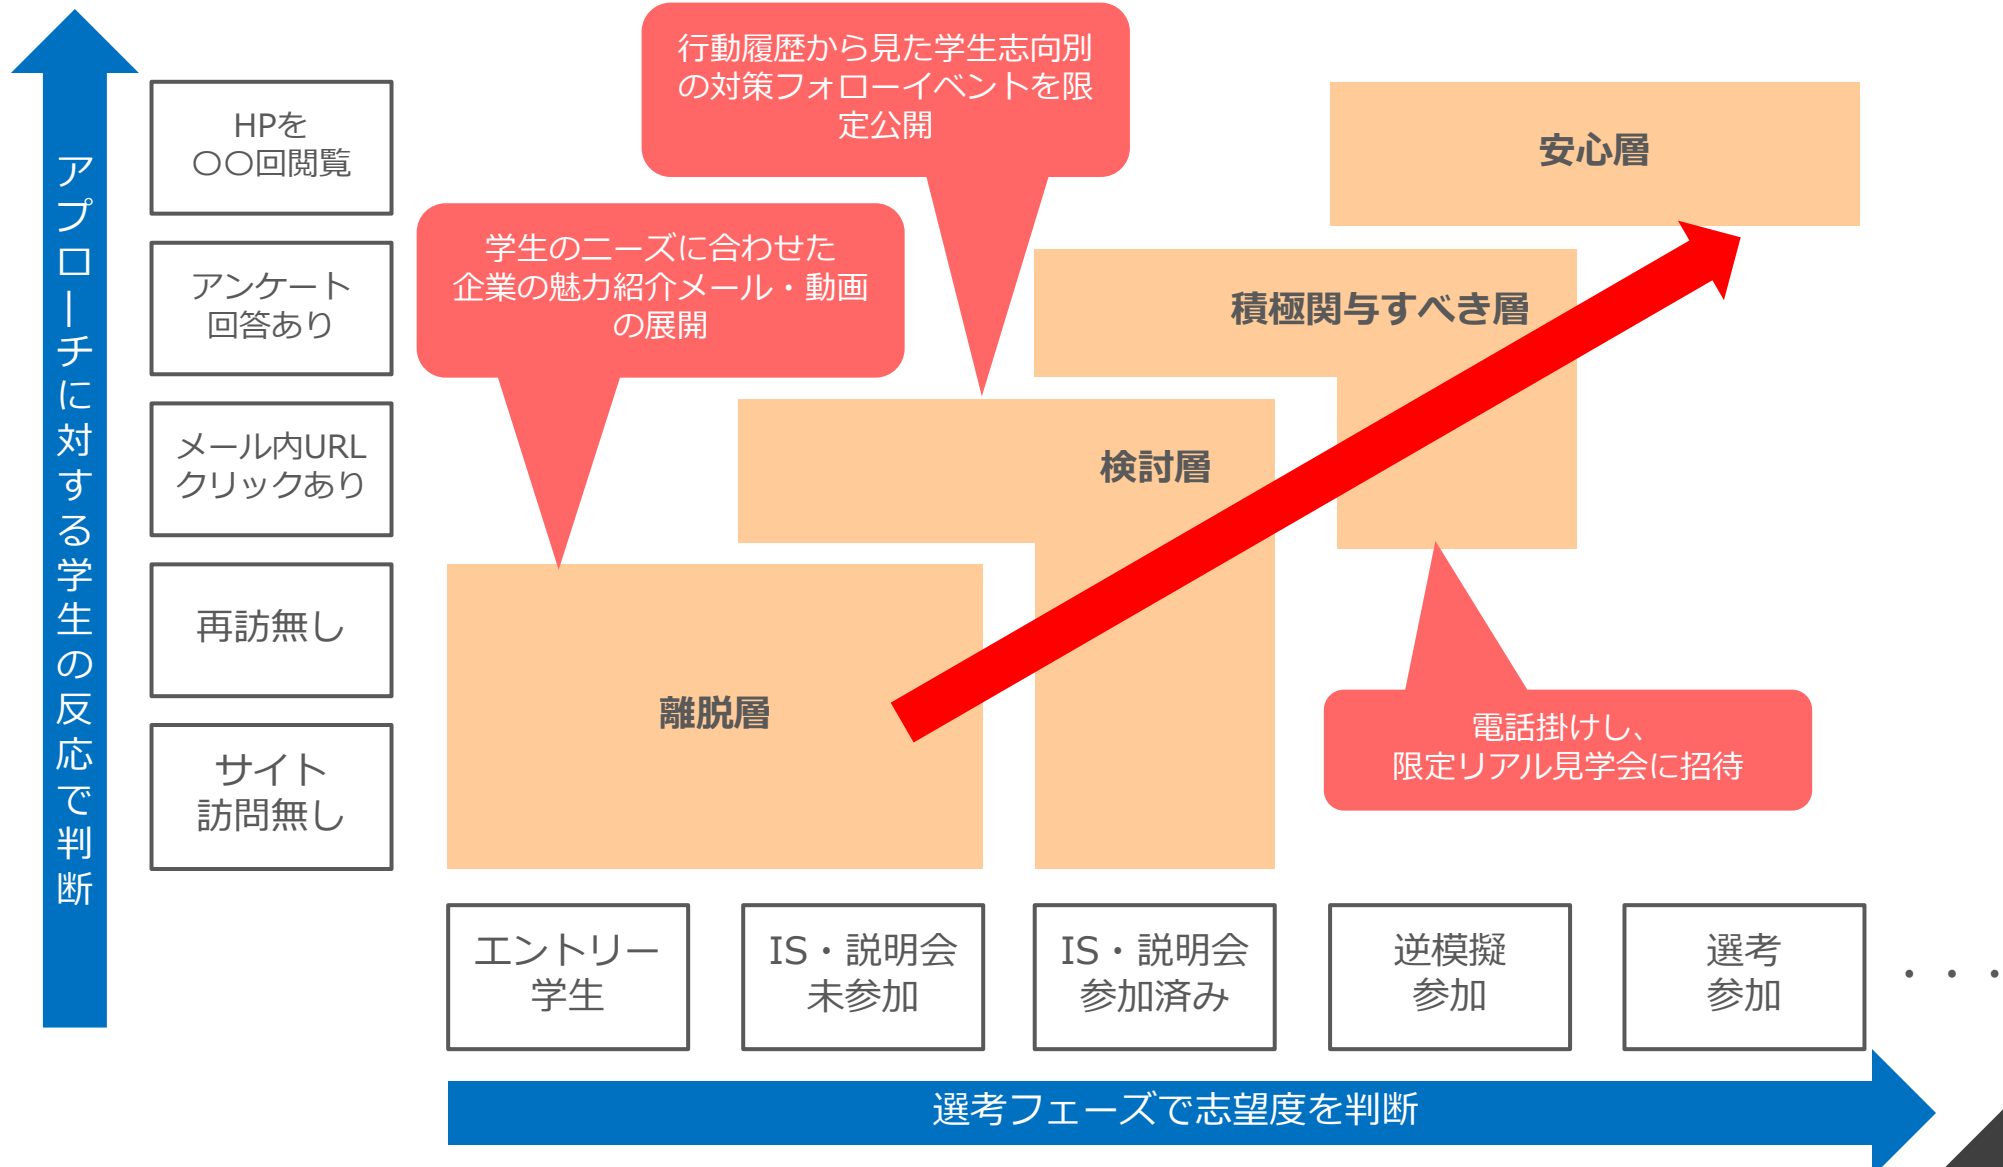 アプローチに対する学生の反応で判断
HPを
〇〇回閲覧
アンケート
回答あり
メール内URL
クリックあり
再訪無し
サイト
訪問無し
行動履歴から見た学生志向別
の対策フォローイベントを限
定公開
学生のニーズに合わせた
企業の魅力紹介メール・動画
の展開
安心層
積極関与すべき層
検討層
離脱層
電話掛けし、
限定リアル見学会に招待
エントリー
学生
IS・説明会
未参加
IS・説明会
参加済み
逆模擬
参加
選考
参加
・・・
選考フェーズで志望度を判断